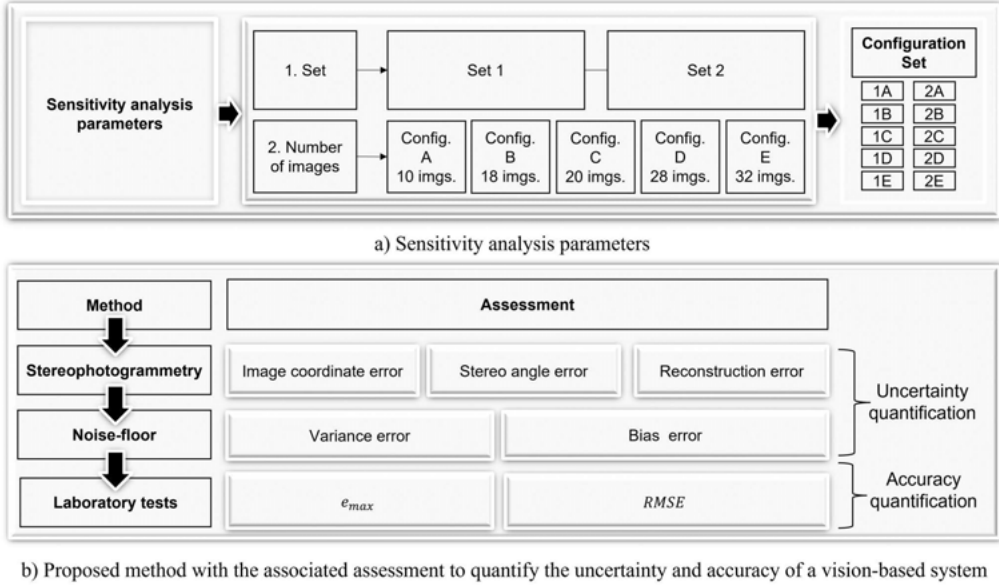 Sensitivity analysis
parameters
1. Set
Set 1
Set 2
2. Number
of images
Config.
A
10 imgs.
Config.
B
18 imgs.
Config.
C
20 imgs.
Config.
D
28 imgs.
Config.
E
32 imgs.
Configuration
Set
1A 2A
1B 2B
1C 2C
1D 2D
1E 2E
a) Sensitivity analysis parameters
Method
Assessment
Stereophotogrammetry
Image coordinate error
Stereo angle error
Reconstruction error
Noise-floor
Variance error
Bias error
Uncertainty
quantification
Laboratory tests
e_max
RMSE
Accuracy
quantification
b) Proposed method with the associated assessment to quantify the uncertainty and accuracy of a vision-based system